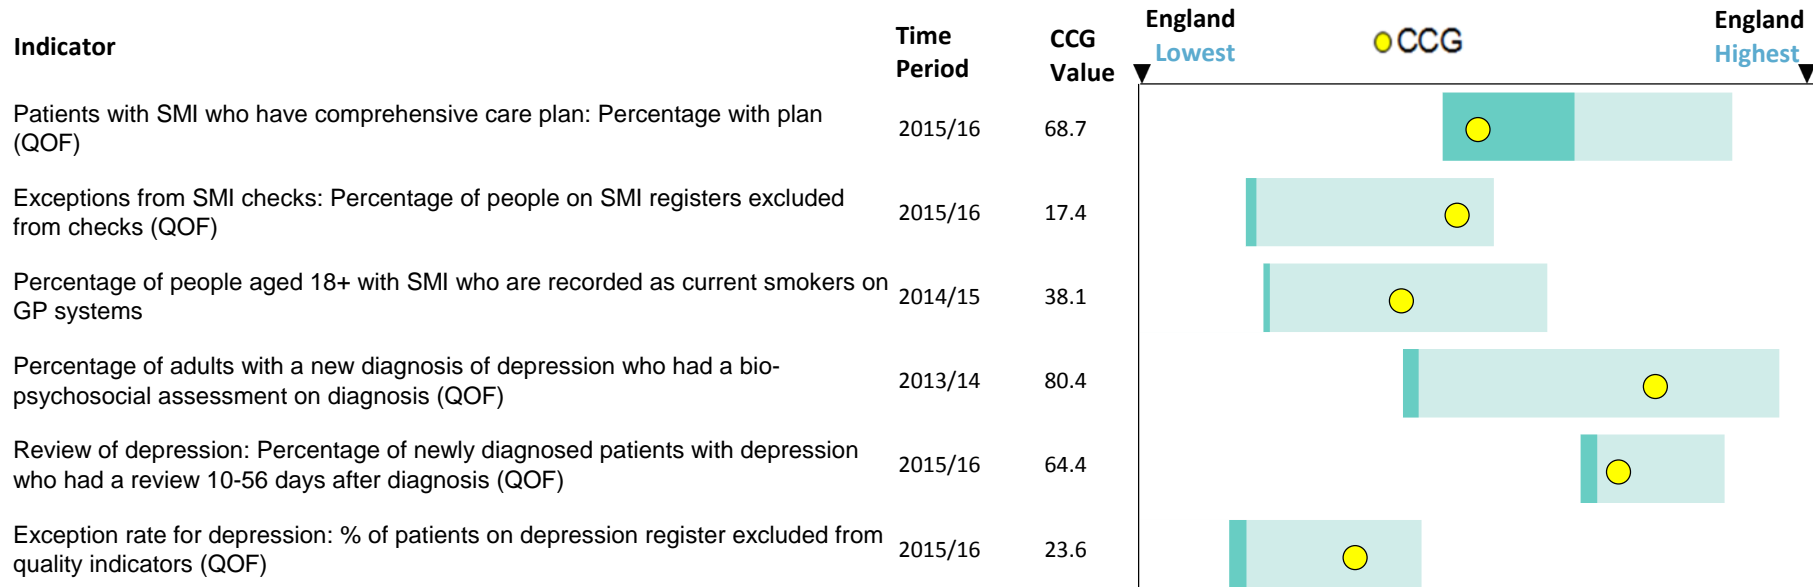 Indicator
Time
Period
CCG
Value
England
Lowest
CCG
England
Highest
Patients with SMI who have comprehensive care plan: Percentage with plan
(QOF)
2015/16
68.7
Exceptions from SMI checks: Percentage of people on SMI registers excluded
from checks (QOF)
2015/16
17.4
Percentage of people aged 18+ with SMI who are recorded as current smokers on
GP systems
2014/15
38.1
Percentage of adults with a new diagnosis of depression who had a bio-
psychosocial assessment on diagnosis (QOF)
2013/14
80.4
Review of depression: Percentage of newly diagnosed patients with depression
who had a review 10-56 days after diagnosis (QOF)
2015/16
64.4
Exception rate for depression: % of patients on depression register excluded from
quality indicators (QOF)
2015/16
23.6